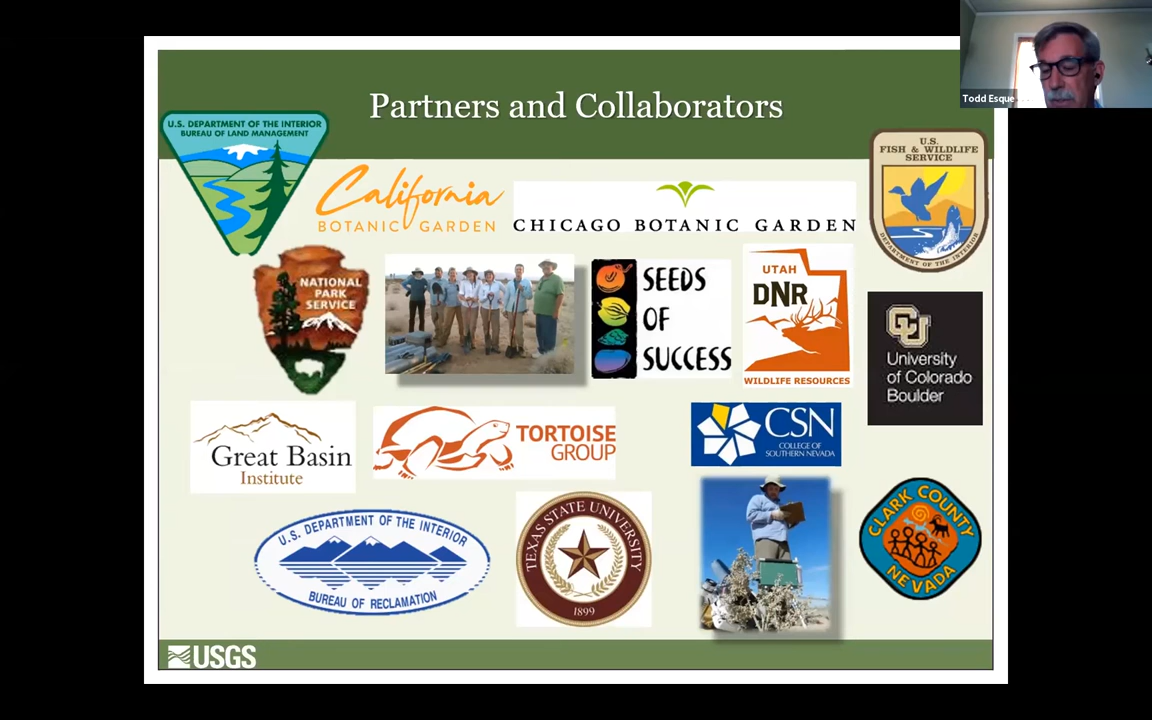 Todd Esque
Partners and Collaborators
U.S. DEPARTMENT OF THE INTERIOR
BUREAU OF LAND MANAGEMENT
California
BOTANIC GARDEN
CHICAGO BOTANIC GARDEN
U.S.
FISH & WILDLIFE
SERVICE
DEPARTMENT OF THE INTERIOR
NATIONAL
PARK
SERVICE
SEEDS
OF
SUCCESS
UTAH
DNR
WILDLIFE RESOURCES
CU
University
of Colorado
Boulder
Great Basin
Institute
TORTOISE
GROUP
CSN
COLLEGE OF
SOUTHERN NEVADA
U.S. DEPARTMENT OF THE INTERIOR
BUREAU OF RECLAMATION
TEXAS STATE UNIVERSITY
1899
CLARK COUNTY
NEVADA
USGS